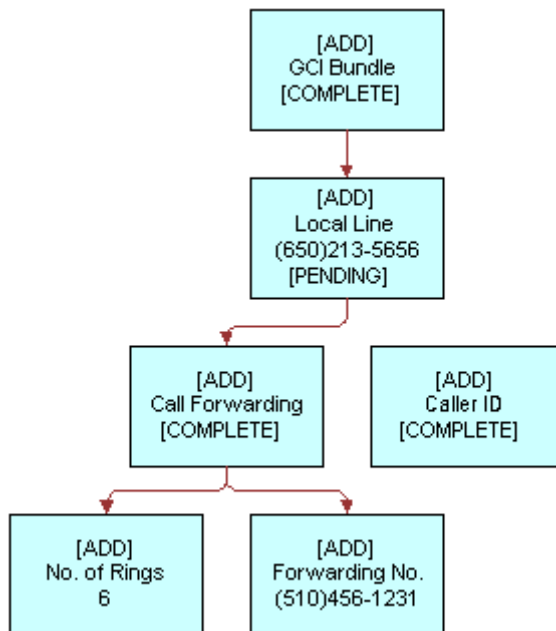 [ADD]
GCI Bundle
[COMPLETE]
[ADD]
Local Line
(650)213-5656
[PENDING]
[ADD]
Call Forwarding
[COMPLETE]
[ADD]
Caller ID
[COMPLETE]
[ADD]
No. of Rings
6
[ADD]
Forwarding No.
(510)456-1231